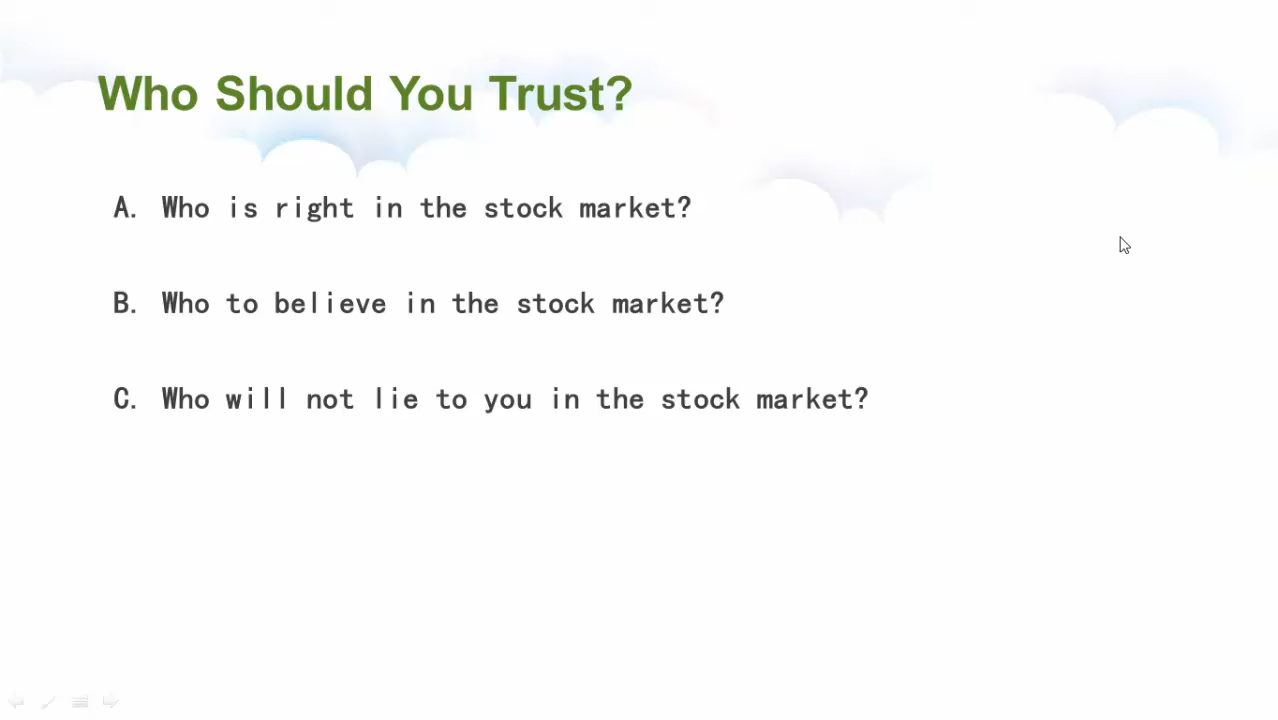 Who Should You Trust?
A. Who is right in the stock market?
B. Who to believe in the stock market?
C. Who will not lie to you in the stock market?